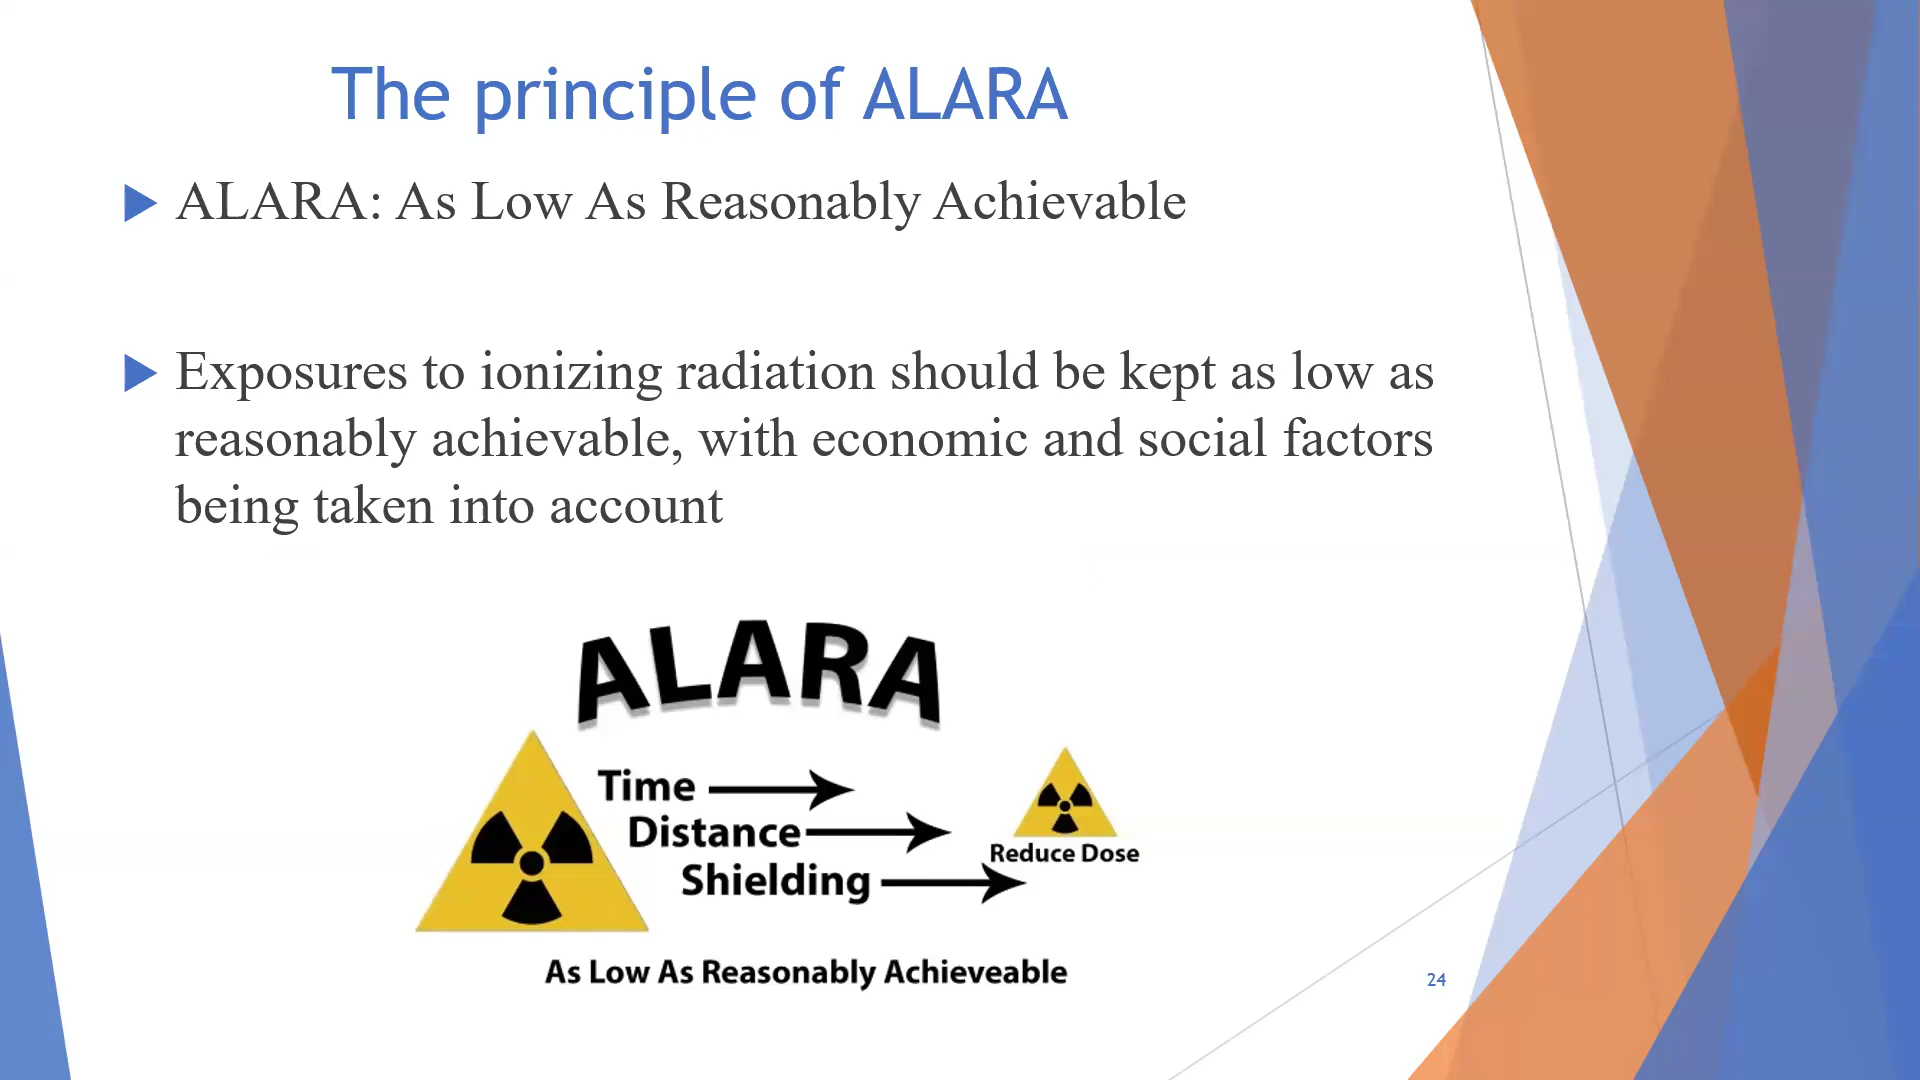 The principle of ALARA
ALARA: As Low As Reasonably Achievable
Exposures to ionizing radiation should be kept as low as
reasonably achievable, with economic and social factors
being taken into account
ALARA
Time
Distance
Shielding
Reduce Dose
As Low As Reasonably Achieveable
24